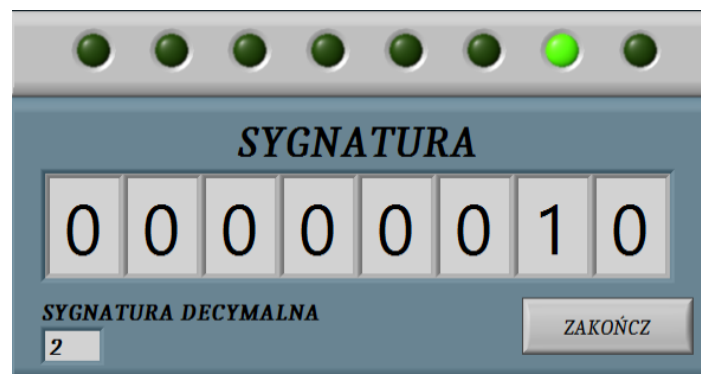 SYGNATURA
0 0 0 0 0 0 1 0
SYGNATURA DECYMALNA
2
ZAKOŃCZ